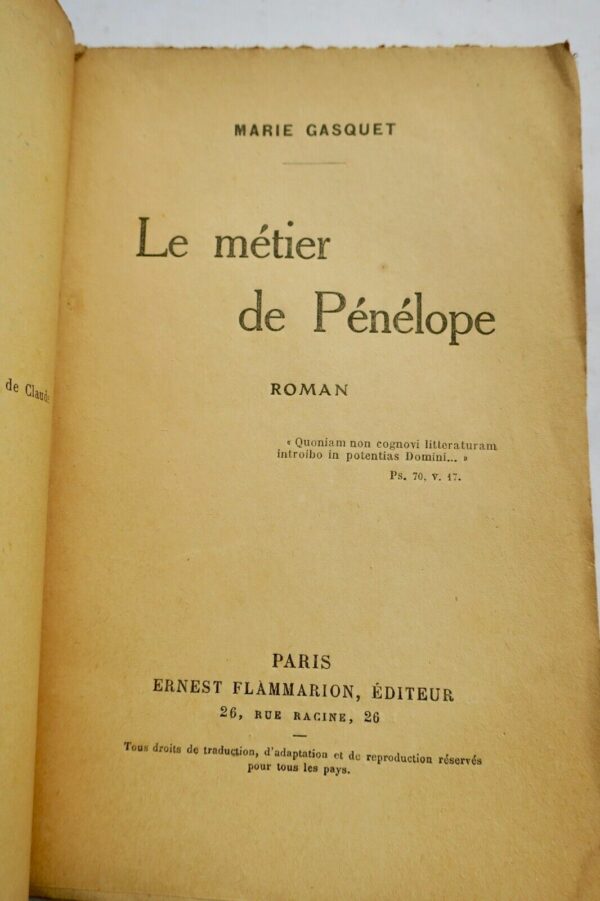 de Claude
MARIE GASQUET
Le métier
de Pénélope
ROMAN
« Quoniam non cognovi litteraturam
introibo in potentias Domini... »
Ps. 70, v. 17.
PARIS
ERNEST FLAMMARION, ÉDITEUR
26, RUE RACINE, 26
Tous droits de traduction, d'adaptation et de reproduction réservés
pour tous les pays.